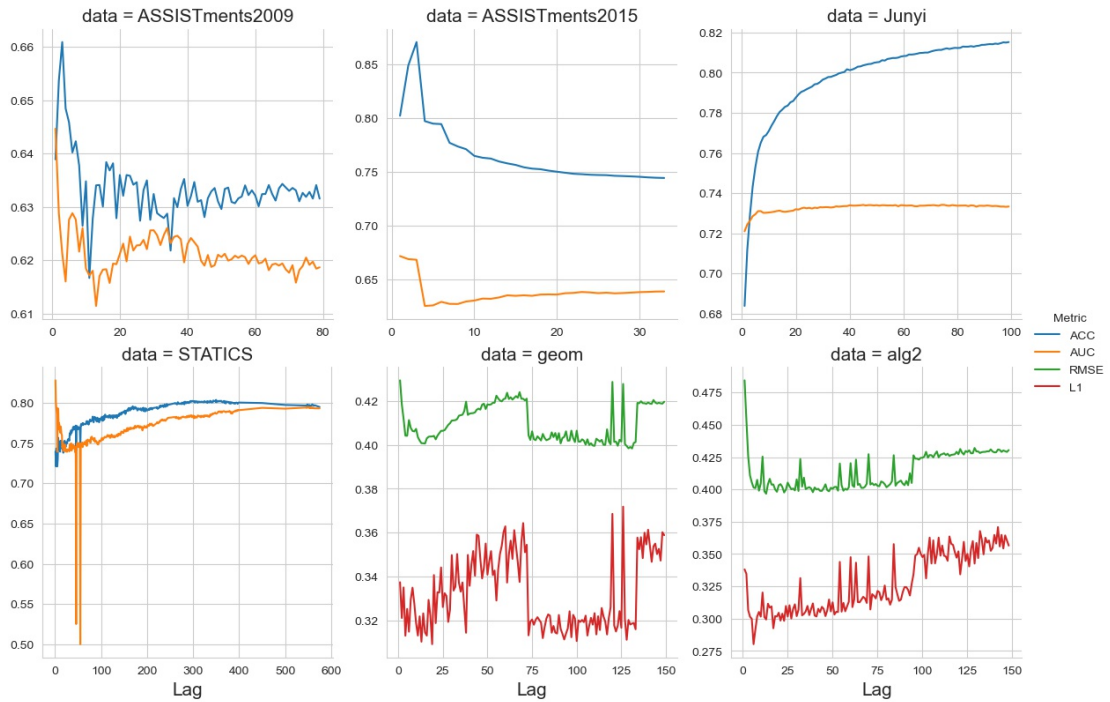 data = ASSISTments2009
0.66
0.65
0.64
0.63
0.62
0.61
0 20 40 60 80
data = ASSISTments2015
0.85
0.80
0.75
0.70
0.65
0 10 20 30
data = Junyi
0.82
0.80
0.78
0.76
0.74
0.72
0.70
0.68
0 20 40 60 80 100
Metric
ACC
AUC
RMSE
L1
data = STATICS
0.80
0.75
0.70
0.65
0.60
0.55
0.50
0 100 200 300 400 500 600
Lag
data = geom
0.42
0.40
0.38
0.36
0.34
0.32
0 25 50 75 100 125 150
Lag
data = alg2
0.475
0.450
0.425
0.400
0.375
0.350
0.325
0.300
0.275
0 25 50 75 100 125 150
Lag